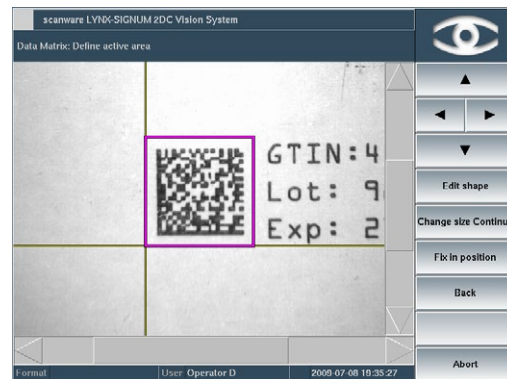 scanware LYNX-SIGNUM 2DC Vision System
Data Matrix: Define active area
GTIN:4
Lot: 9
Exp: 2
Edit shape
Change size Continu
Fix in position
Back
Abort
Format
User Operator D
2009-07-08 19:35:27